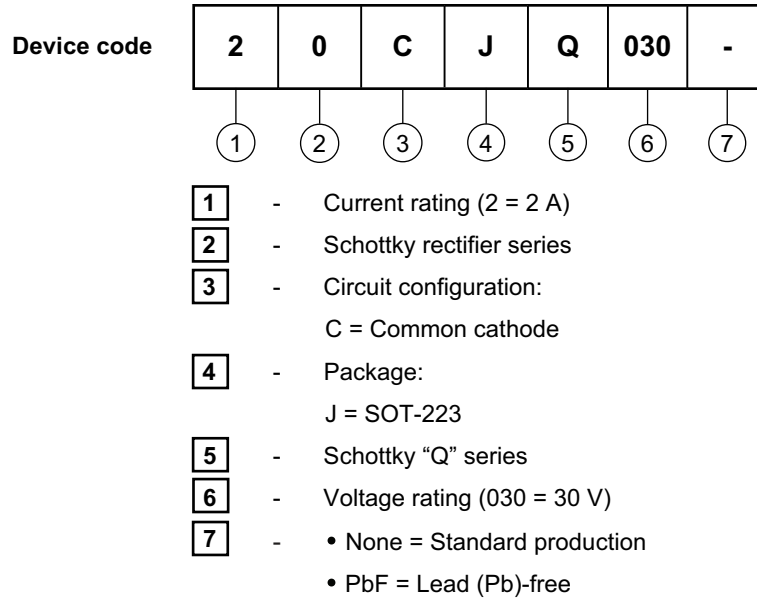 Device code 2 0 C J Q 030 -
1 2 3 4 5 6 7
1 - Current rating (2 = 2 A)
2 - Schottky rectifier series
3 - Circuit configuration:
C = Common cathode
4 - Package:
J = SOT-223
5 - Schottky “Q” series
6 - Voltage rating (030 = 30 V)
7 - • None = Standard production
• PbF = Lead (Pb)-free